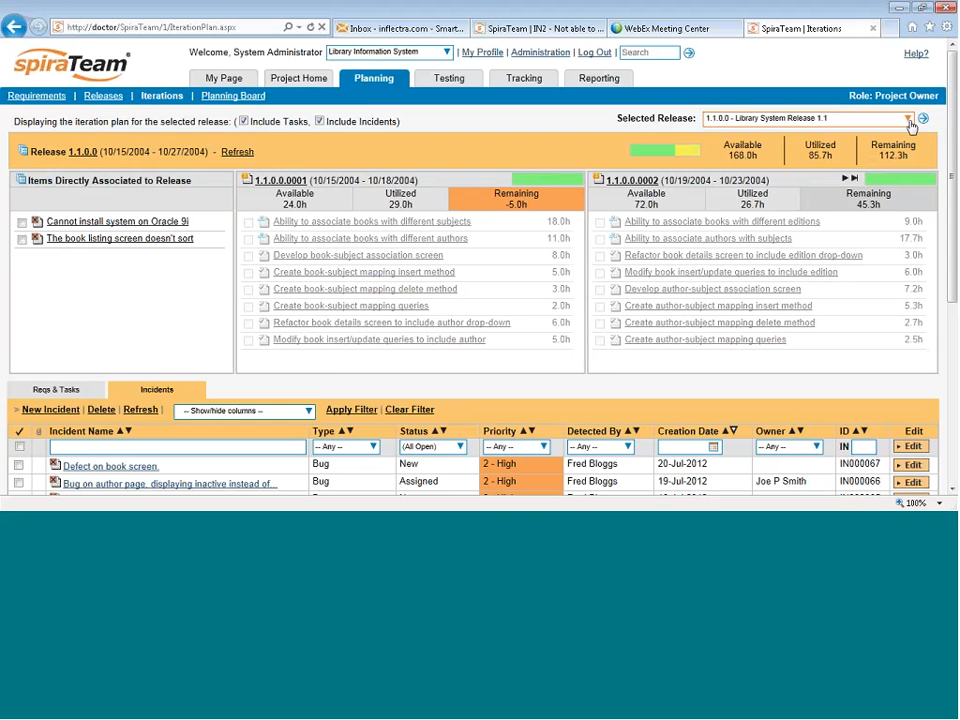 http://doctor/SpiraTeam/1/IterationPlan.aspx
Inbox - inflectra.com - Smart...
SpiraTeam | IN2 - Not able to ...
WebEx Meeting Center
SpiraTeam | Iterations
spiraTeam
Welcome, System Administrator Library Information System | My Profile | Administration | Log Out | Search
Help?
My Page Project Home Planning Testing Tracking Reporting
Requirements | Releases | Iterations | Planning Board Role: Project Owner
Displaying the iteration plan for the selected release: ( Include Tasks, Include Incidents)
Selected Release: 1.1.0.0 - Library System Release 1.1
Release 1.1.0.0 (10/15/2004 - 10/27/2004) - Refresh
Available Utilized Remaining
168.0h 85.7h 112.3h
Items Directly Associated to Release
Cannot install system on Oracle 9i
The book listing screen doesn't sort
1.1.0.0.0001 (10/15/2004 - 10/18/2004)
Available Utilized Remaining
24.0h 29.0h -5.0h
Ability to associate books with different subjects 18.0h
Ability to associate books with different authors 11.0h
Develop book-subject association screen 8.0h
Create book-subject mapping insert method 5.0h
Create book-subject mapping delete method 3.0h
Create book-subject mapping queries 2.0h
Refactor book details screen to include author drop-down 6.0h
Modify book insert/update queries to include author 5.0h
1.1.0.0.0002 (10/19/2004 - 10/23/2004)
Available Utilized Remaining
72.0h 26.7h 45.3h
Ability to associate books with different editions 9.0h
Ability to associate authors with subjects 17.7h
Refactor book details screen to include edition drop-down 3.0h
Modify book insert/update queries to include edition 6.0h
Develop author-subject association screen 7.2h
Create author-subject mapping insert method 5.3h
Create author-subject mapping delete method 2.7h
Create author-subject mapping queries 2.5h
Reqs & Tasks Incidents
> New Incident | Delete | Refresh | -- Show/hide columns -- Apply Filter | Clear Filter
Incident Name Type Status Priority Detected By Creation Date Owner ID Edit
-- Any -- (All Open) -- Any -- -- Any -- -- Any -- IN Edit
Defect on book screen. Bug New 2 - High Fred Bloggs 20-Jul-2012 IN000067 Edit
Bug on author page, displaying inactive instead of... Bug Assigned 2 - High Fred Bloggs 19-Jul-2012 Joe P Smith IN000066 Edit
100%